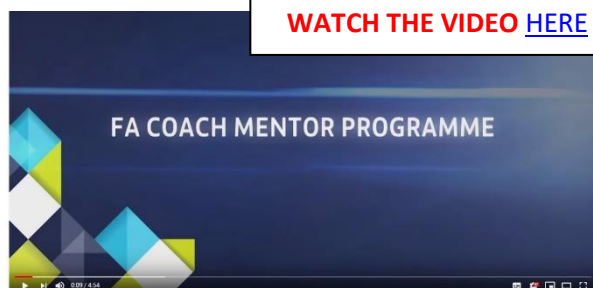 WATCH THE VIDEO HERE
FA COACH MENTOR PROGRAMME
0:09 / 4:54